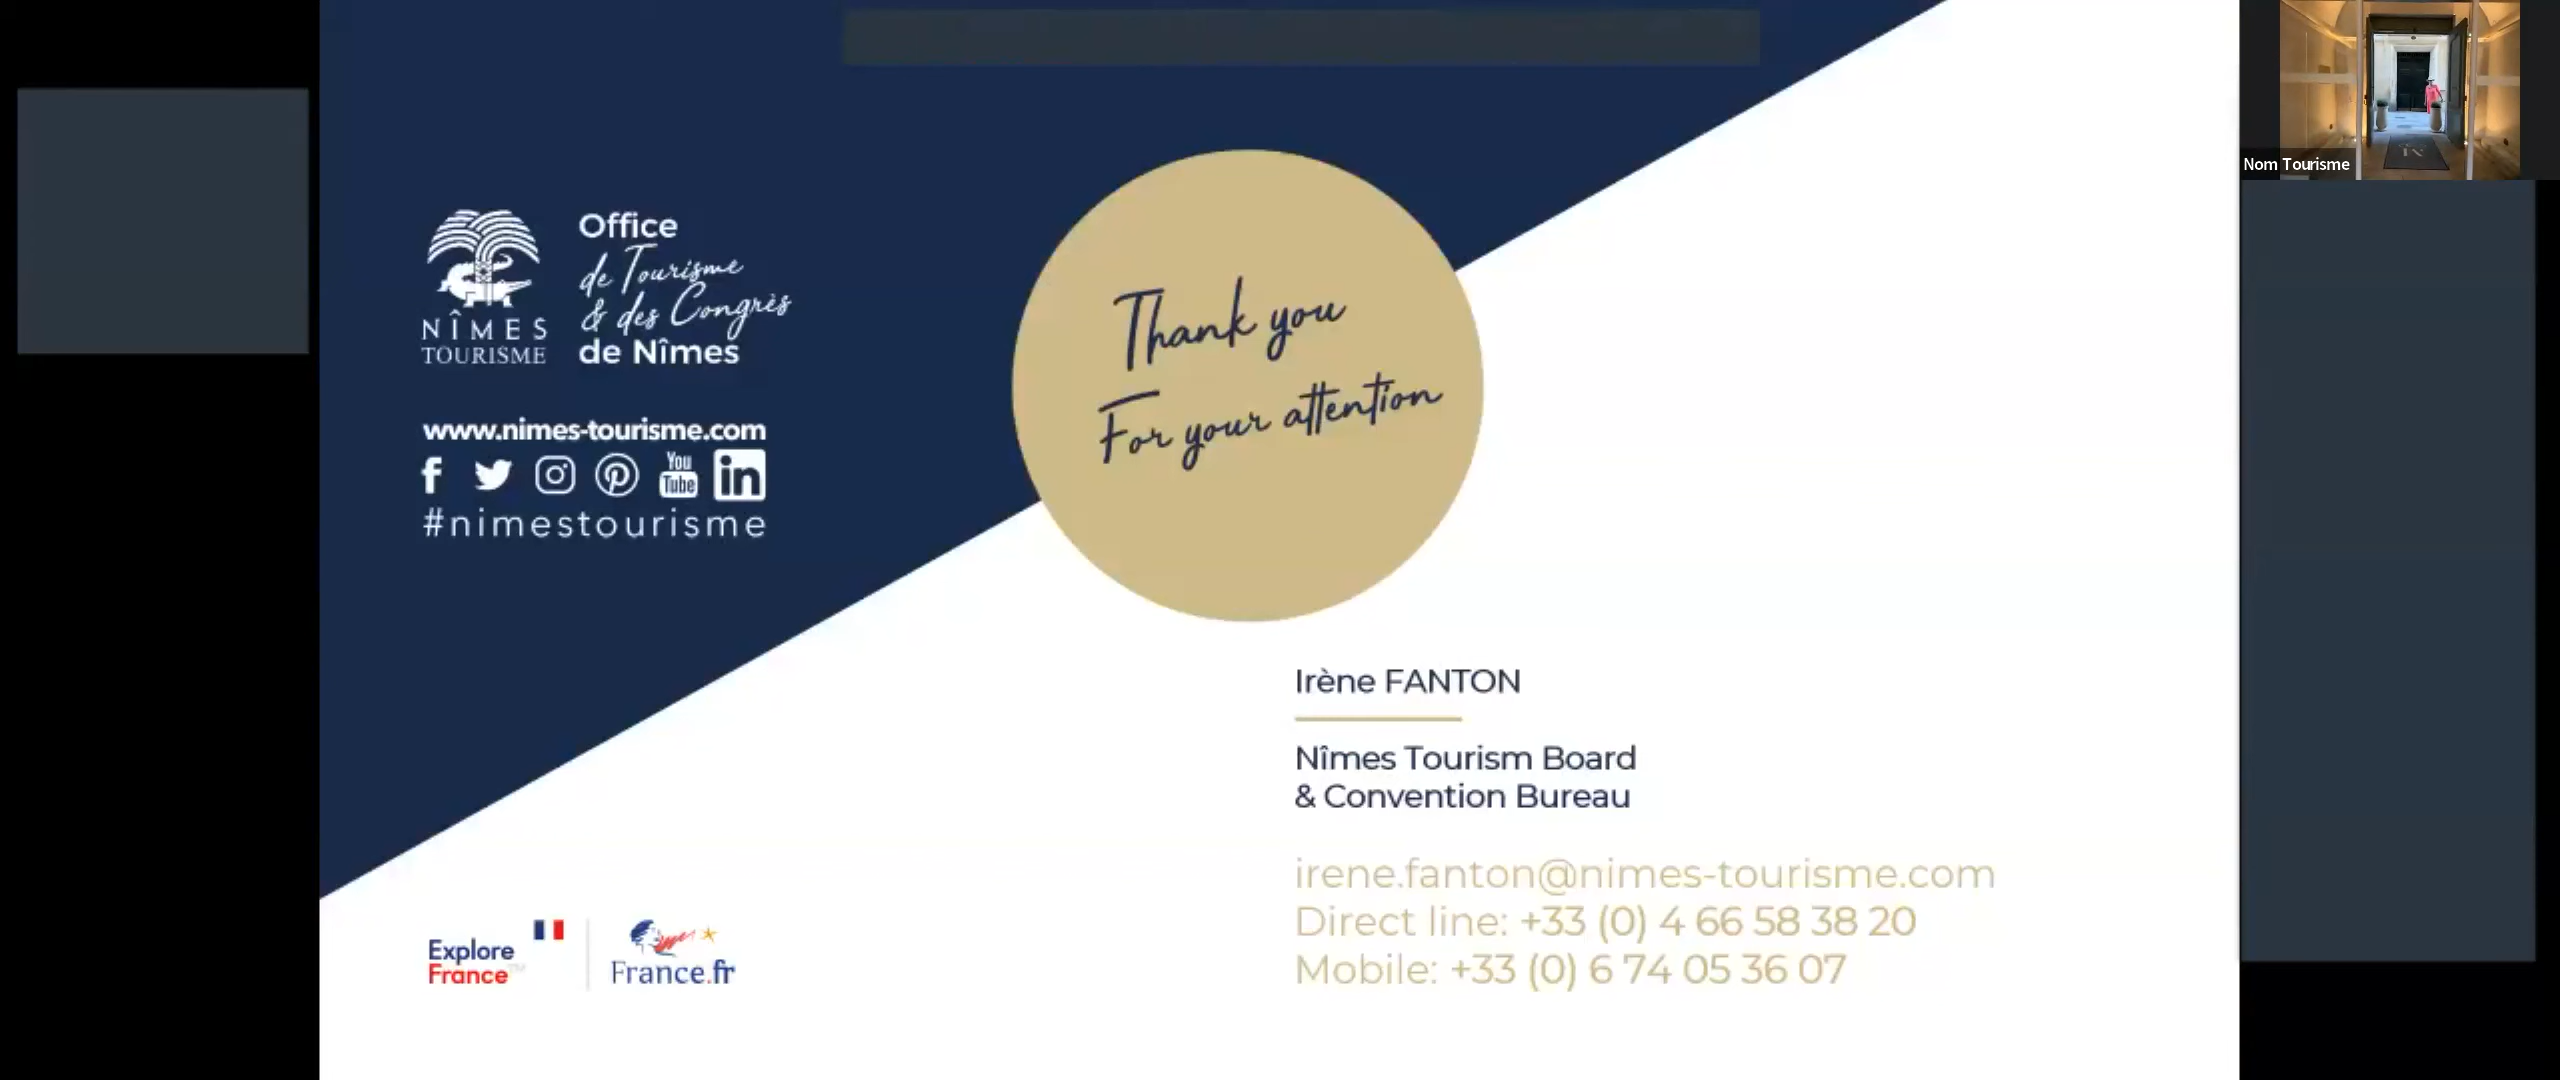 Nom Tourisme
Office
de Tourisme
& des Congrès
de Nîmes
NÎMES
TOURISME
www.nimes-tourisme.com
f
You
Tube
in
#nimestourisme
Thank you
For your attention
Irène FANTON
Nîmes Tourism Board
& Convention Bureau
irene.fanton@nimes-tourisme.com
Direct line: +33 (0) 4 66 58 38 20
Mobile: +33 (0) 6 74 05 36 07
Explore
France™
France.fr